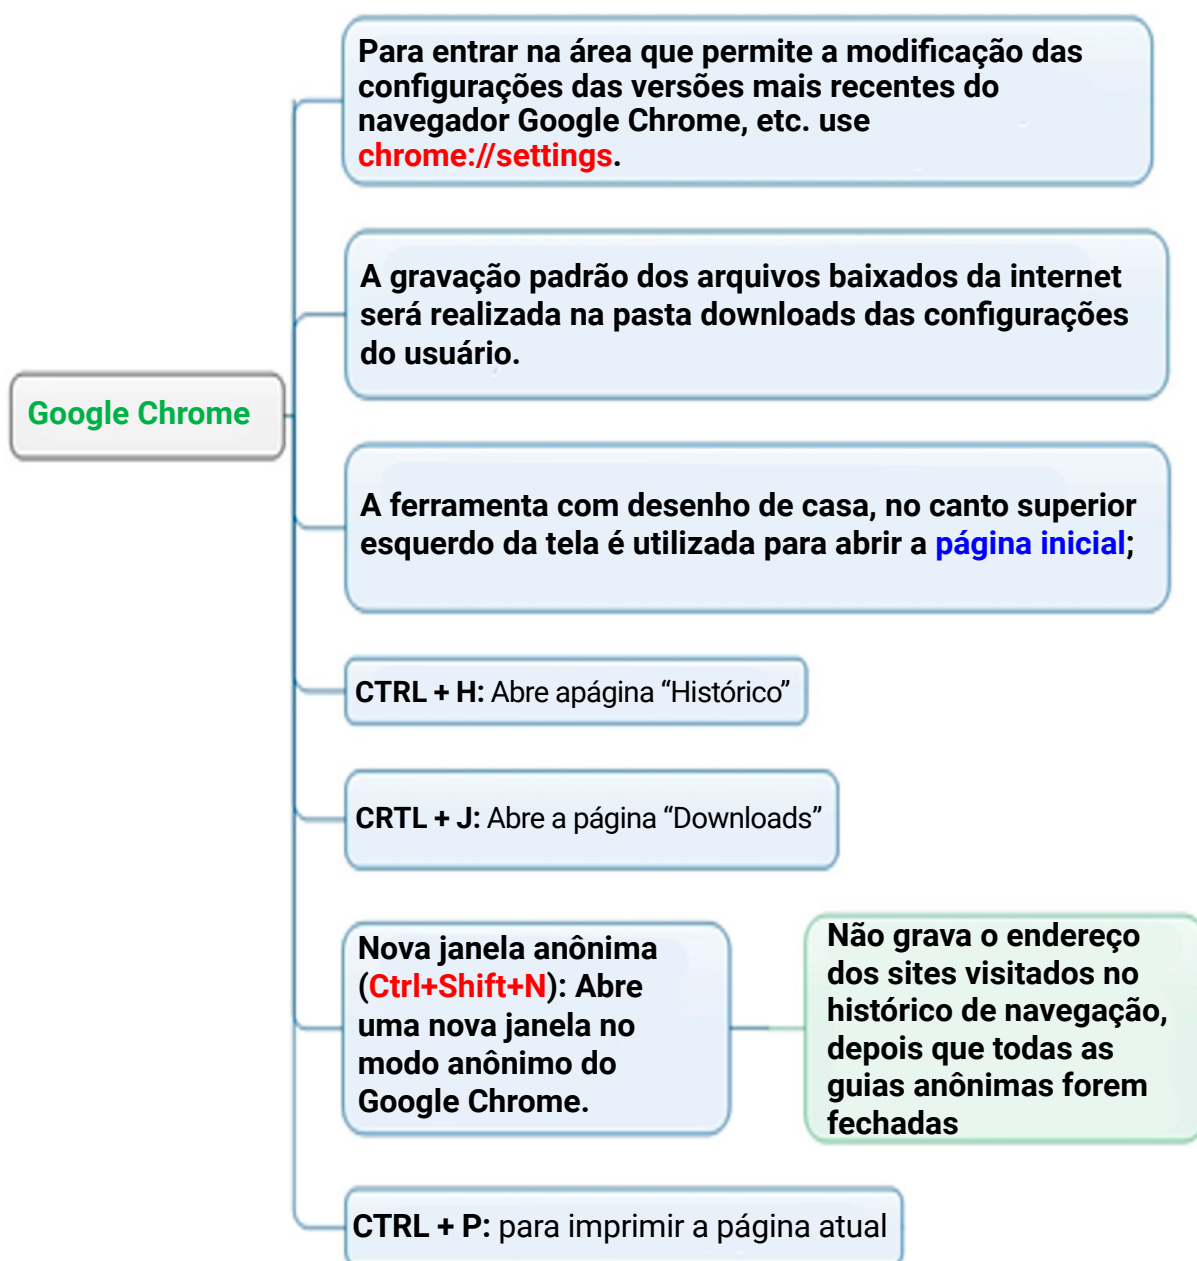 Para entrar na área que permite a modificação das
configurações das versões mais recentes do
navegador Google Chrome, etc. use
chrome://settings.
A gravação padrão dos arquivos baixados da internet
será realizada na pasta downloads das configurações
do usuário.
Google Chrome
A ferramenta com desenho de casa, no canto superior
esquerdo da tela é utilizada para abrir a página inicial;
CTRL + H: Abre apágina “Histórico”
CRTL + J: Abre a página “Downloads”
Nova janela anônima
(Ctrl+Shift+N): Abre
uma nova janela no
modo anônimo do
Google Chrome.
Não grava o endereço
dos sites visitados no
histórico de navegação,
depois que todas as
guias anônimas forem
fechadas
CTRL + P: para imprimir a página atual